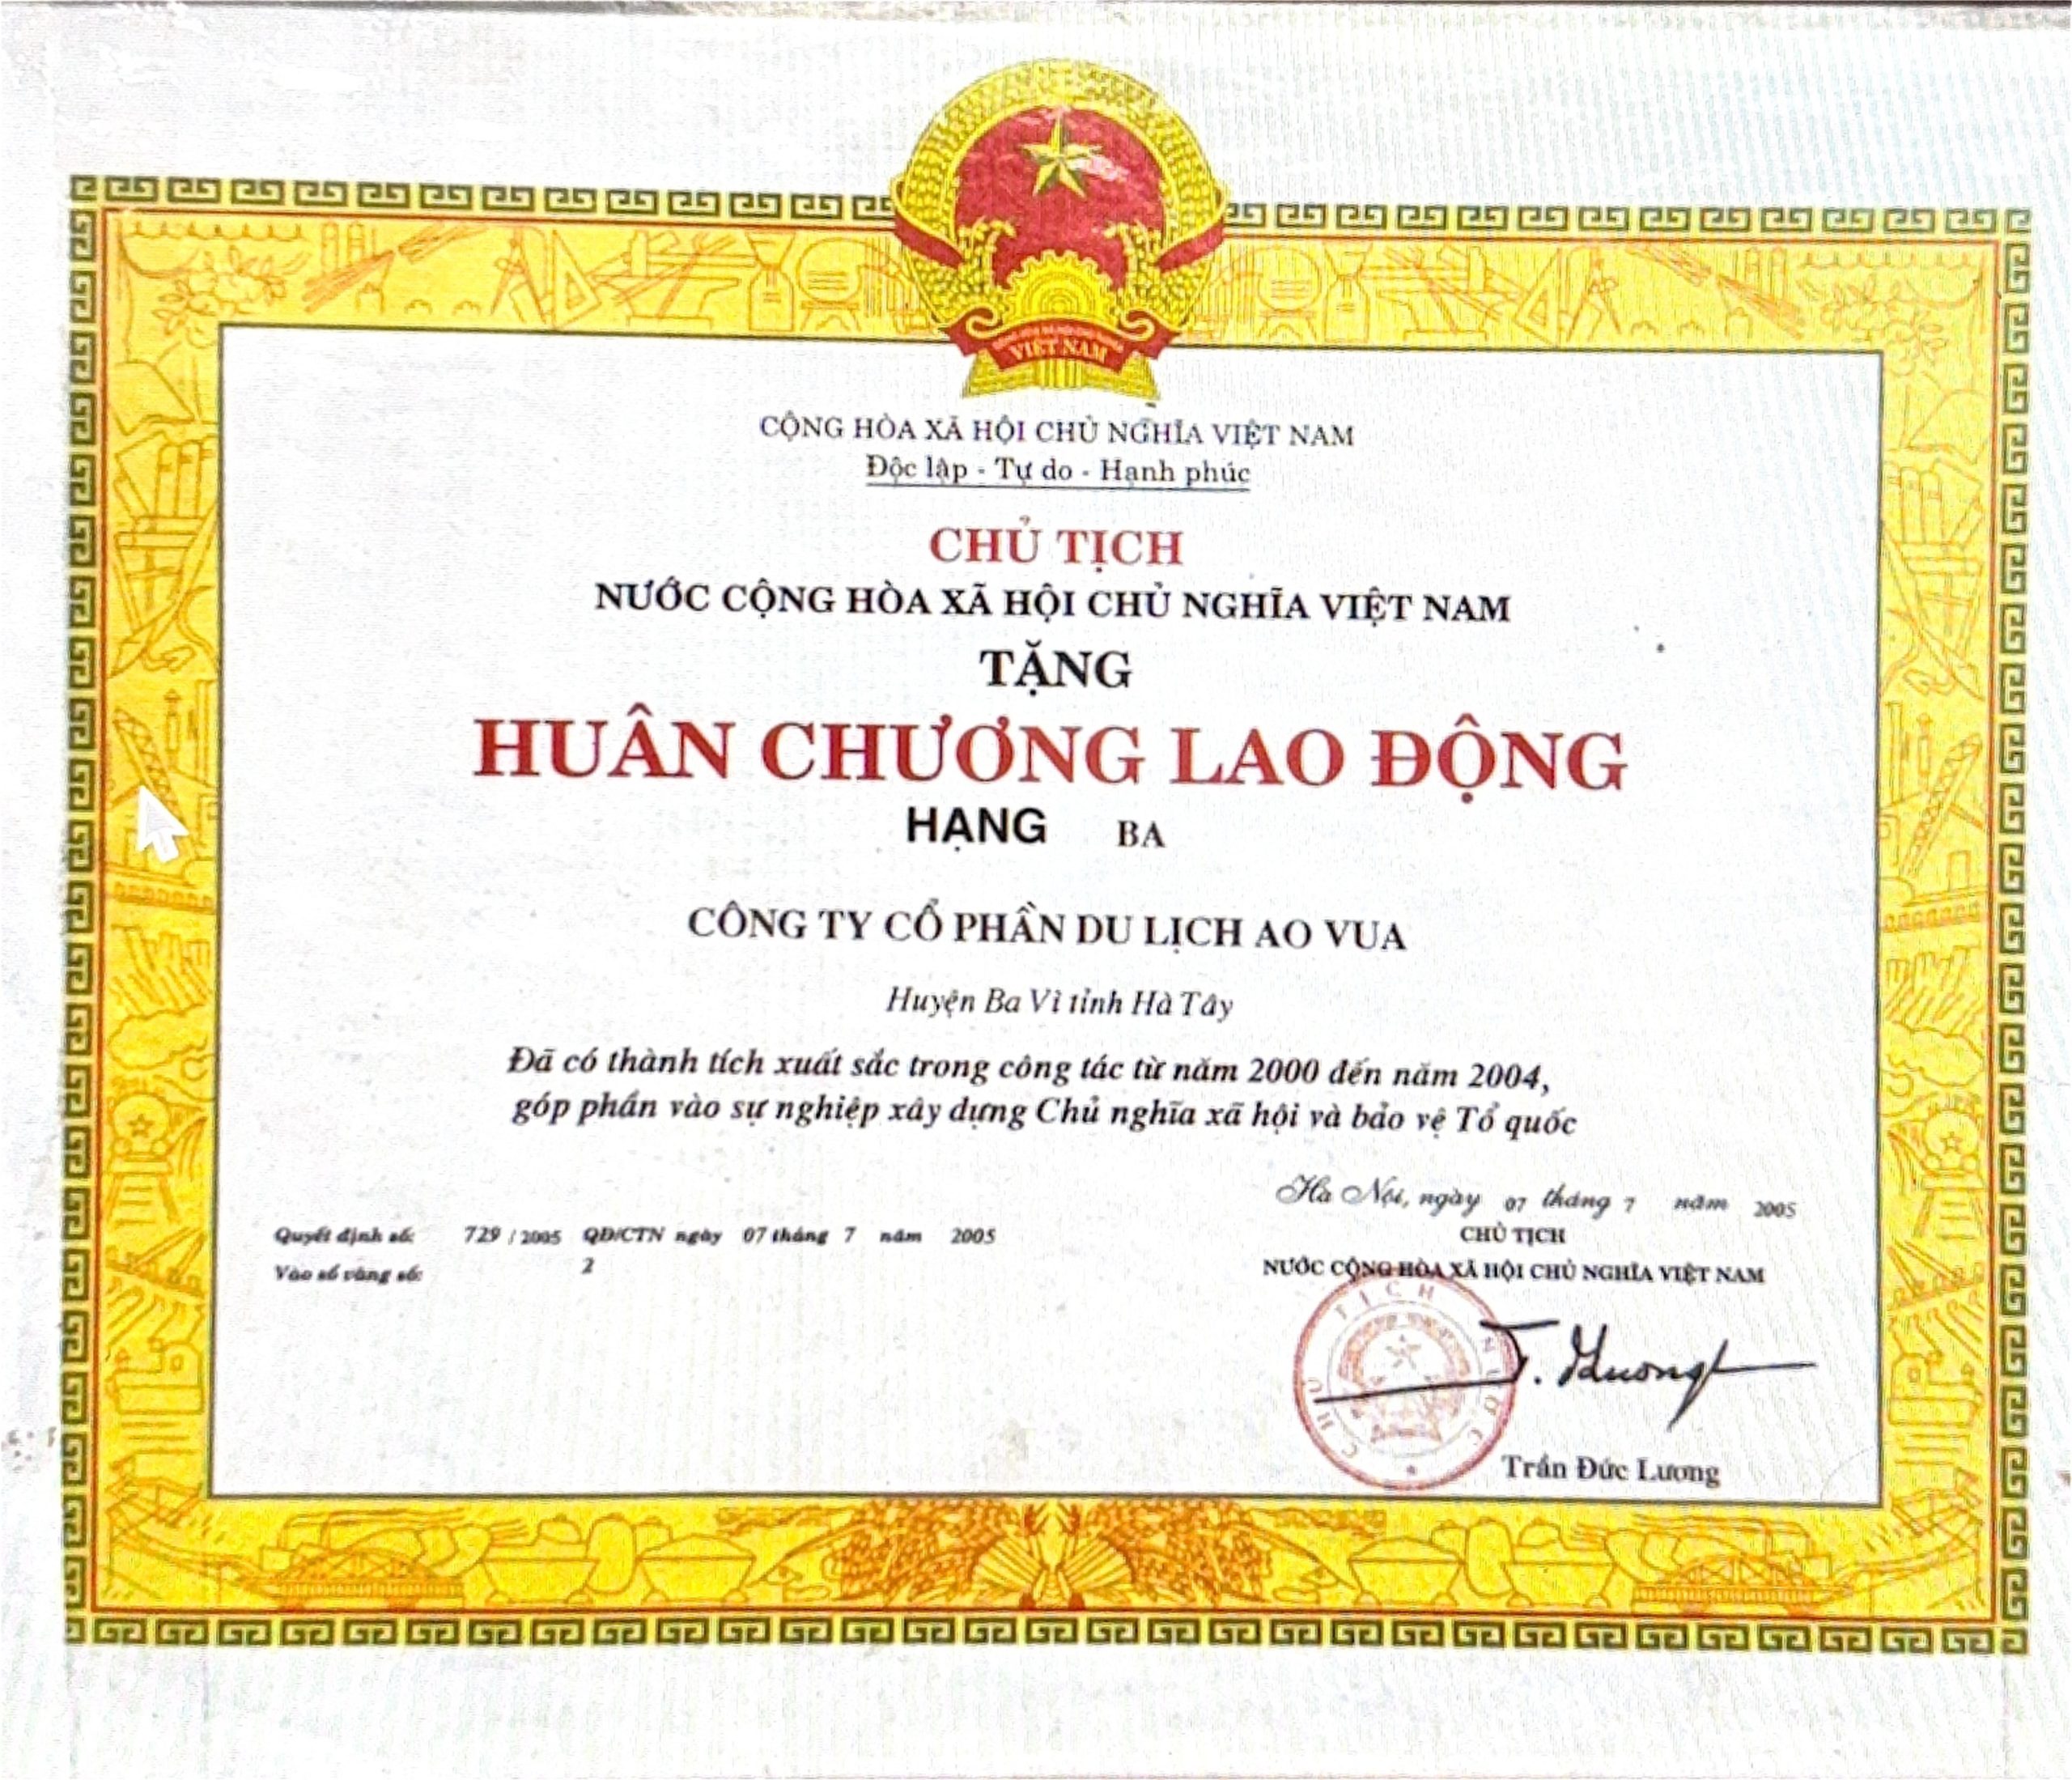 VIỆT NAM
CỘNG HÒA XÃ HỘI CHỦ NGHĨA VIỆT NAM
Độc lập - Tự do - Hạnh phúc
CHỦ TỊCH
NƯỚC CỘNG HÒA XÃ HỘI CHỦ NGHĨA VIỆT NAM
TẶNG
HUÂN CHƯƠNG LAO ĐỘNG
HẠNG BA
CÔNG TY CỔ PHẦN DU LỊCH AO VUA
Huyện Ba Vì tỉnh Hà Tây
Đã có thành tích xuất sắc trong công tác từ năm 2000 đến năm 2004,
góp phần vào sự nghiệp xây dựng Chủ nghĩa xã hội và bảo vệ Tổ quốc
Hà Nội, ngày 07 tháng 7 năm 2005
Quyết định số: 729 / 2005 QĐ/CTN ngày 07 tháng 7 năm 2005
Vào sổ vàng số: 2
CHỦ TỊCH
NƯỚC CỘNG HÒA XÃ HỘI CHỦ NGHĨA VIỆT NAM
CHỦ TỊCH NƯỚC
Trần Đức Lương